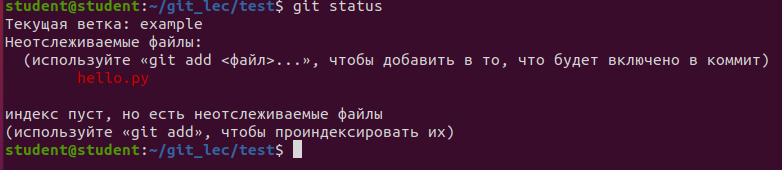 student@student:~/git_lec/test$ git status
Текущая ветка: example
Неотслеживаемые файлы:
  (используйте «git add <файл>...», чтобы добавить в то, что будет включено в коммит)
        hello.py

индекс пуст, но есть неотслеживаемые файлы
(используйте «git add», чтобы проиндексировать их)
student@student:~/git_lec/test$